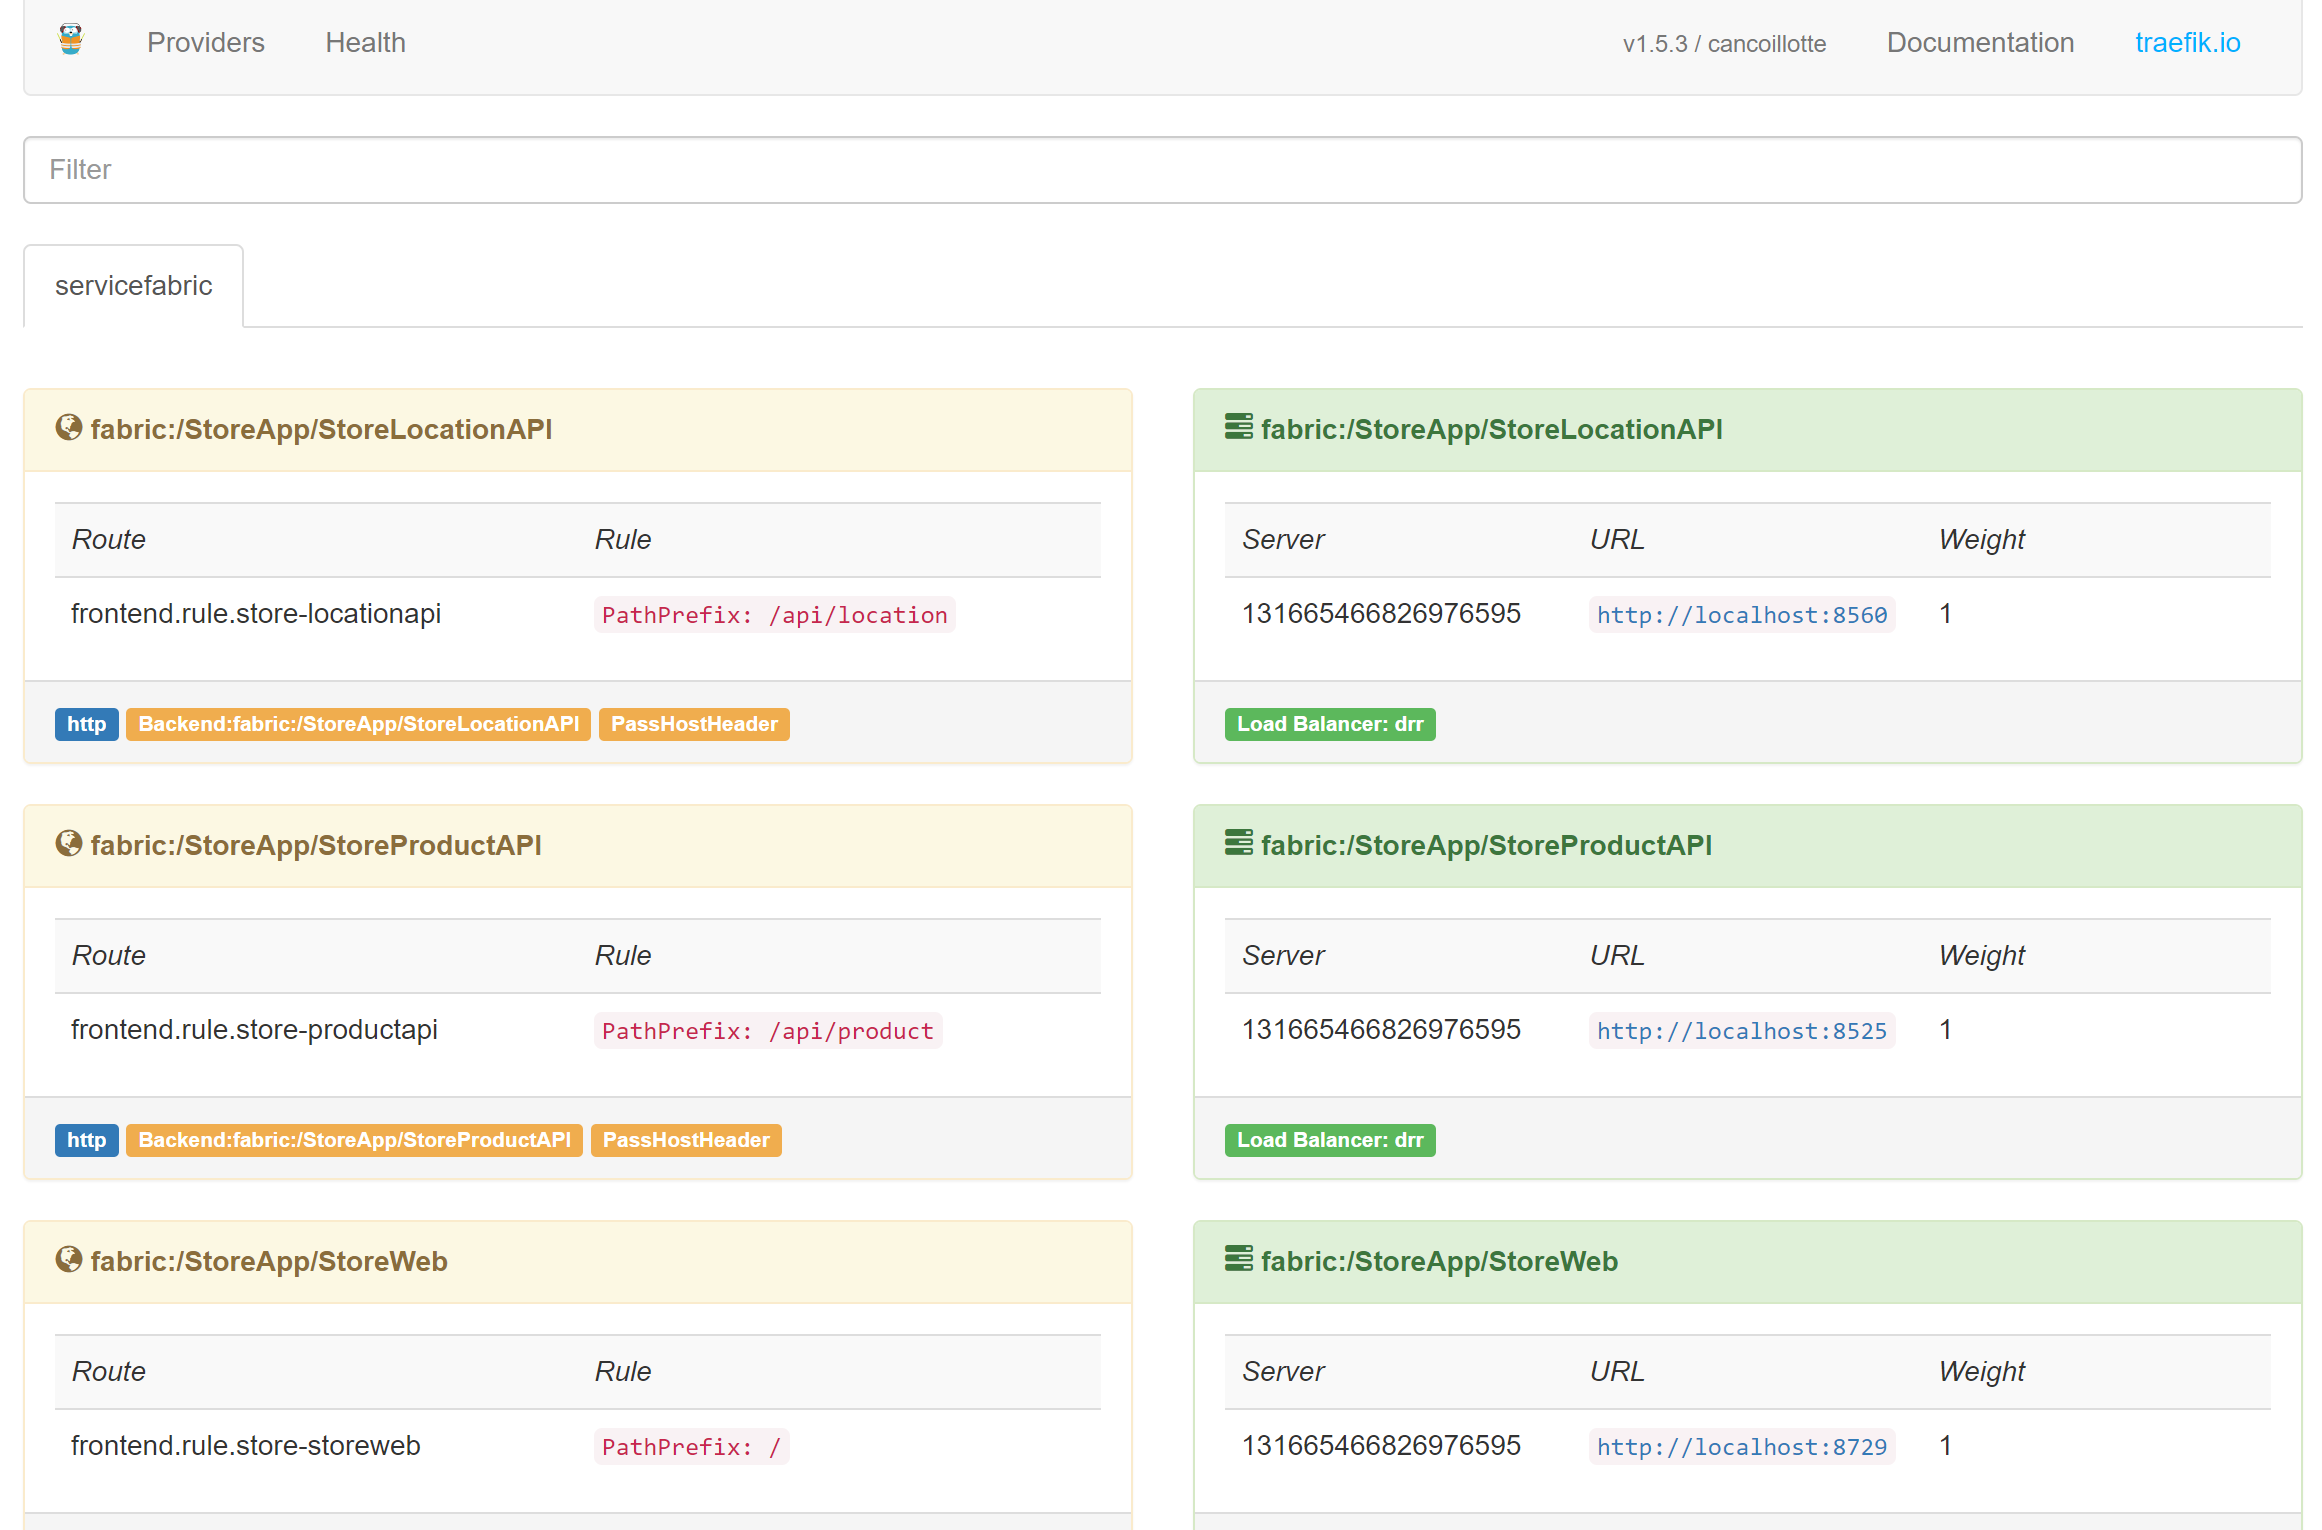 Providers Health v1.5.3 / cancoillotte Documentation traefik.io
Filter
servicefabric
fabric:/StoreApp/StoreLocationAPI
Route Rule
frontend.rule.store-locationapi PathPrefix: /api/location
http Backend:fabric:/StoreApp/StoreLocationAPI PassHostHeader
fabric:/StoreApp/StoreLocationAPI
Server URL Weight
131665466826976595 http://localhost:8560 1
Load Balancer: drr
fabric:/StoreApp/StoreProductAPI
Route Rule
frontend.rule.store-productapi PathPrefix: /api/product
http Backend:fabric:/StoreApp/StoreProductAPI PassHostHeader
fabric:/StoreApp/StoreProductAPI
Server URL Weight
131665466826976595 http://localhost:8525 1
Load Balancer: drr
fabric:/StoreApp/StoreWeb
Route Rule
frontend.rule.store-storeweb PathPrefix: /
fabric:/StoreApp/StoreWeb
Server URL Weight
131665466826976595 http://localhost:8729 1